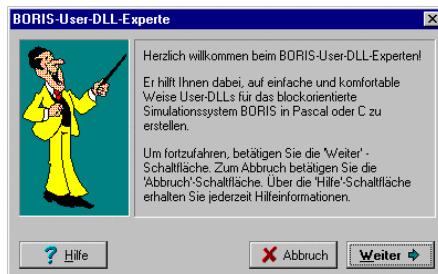 BORIS-User-DLL-Experte
Herzlich willkommen beim BORIS-User-DLL-Experten!
Er hilft Ihnen dabei, auf einfache und komfortable
Weise User-DLLs für das blockorientierte
Simulationssystem BORIS in Pascal oder C zu
erstellen.
Um fortzufahren, betätigen Sie die 'Weiter' -
Schaltfläche. Zum Abbruch betätigen Sie die
'Abbruch'-Schaltfläche. Über die 'Hilfe'-Schaltfläche
erhalten Sie jederzeit Hilfeinformationen.
? Hilfe
Abbruch
Weiter